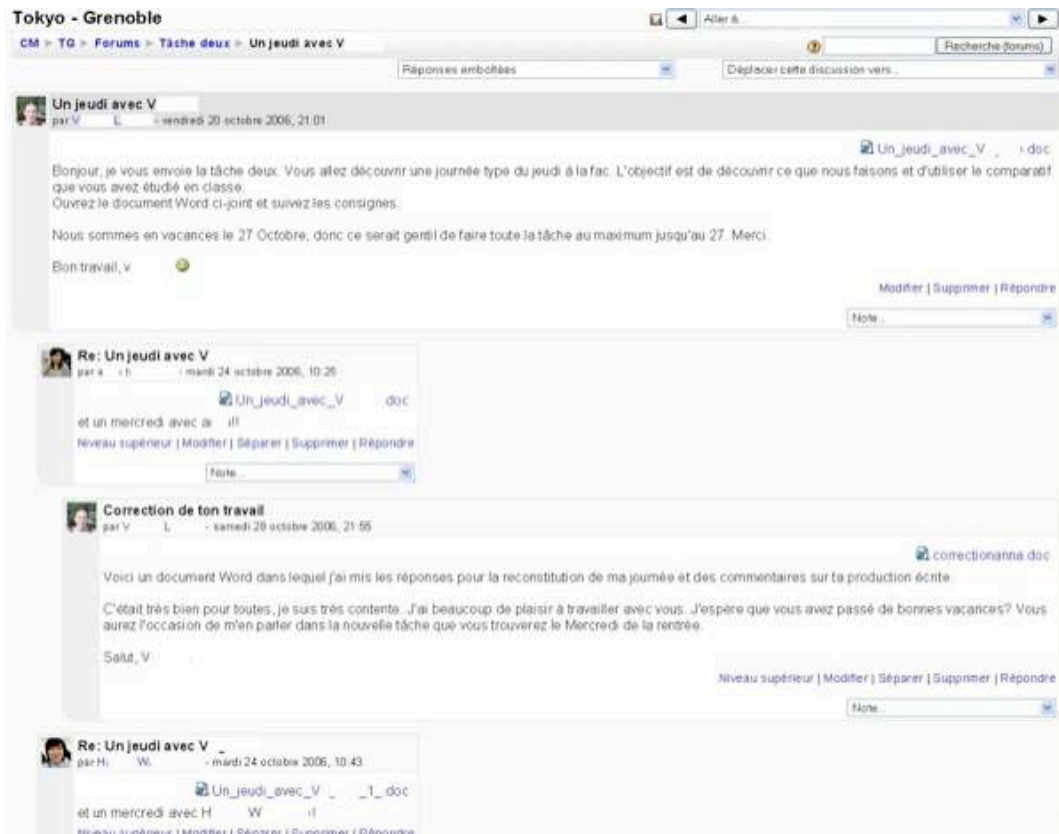 Tokyo - Grenoble
Aller à...
CM ► TG ► Forums ► Tâche deux ► Un jeudi avec V
Recherche (forums)
Réponses emboîtées
Déplacer cette discussion vers...
Un jeudi avec V
par V L - vendredi 20 octobre 2006, 21:01
Un_jeudi_avec_V_ .doc
Bonjour, je vous envoie la tâche deux. Vous allez découvrir une journée type du jeudi à la fac. L'objectif est de découvrir ce que nous faisons et d'utiliser le comparatif
que vous avez étudié en classe.
Ouvrez le document Word ci-joint et suivez les consignes.
Nous sommes en vacances le 27 Octobre, donc ce serait gentil de faire toute la tâche au maximum jusqu'au 27. Merci.
Bon travail, v
Modifier | Supprimer | Répondre
Note...
Re: Un jeudi avec V
par a - mardi 24 octobre 2006, 10:26
Un_jeudi_avec_V doc
et un mercredi avec a !!
Niveau supérieur | Modifier | Séparer | Supprimer | Répondre
Note...
Correction de ton travail
par V L - samedi 28 octobre 2006, 21:55
correctionanna.doc
Voici un document Word dans lequel j'ai mis les réponses pour la reconstitution de ma journée et des commentaires sur ta production écrite.
C'était très bien pour toutes, je suis très contente. J'ai beaucoup de plaisir à travailler avec vous. J'espère que vous avez passé de bonnes vacances? Vous
aurez l'occasion de m'en parler dans la nouvelle tâche que vous trouverez le Mercredi de la rentrée.
Salut, V
Niveau supérieur | Modifier | Séparer | Supprimer | Répondre
Note...
Re: Un jeudi avec V _
par H W - mardi 24 octobre 2006, 10:43
Un_jeudi_avec_V _ _1_.doc
et un mercredi avec H W !
Niveau supérieur | Modifier | Séparer | Supprimer | Répondre